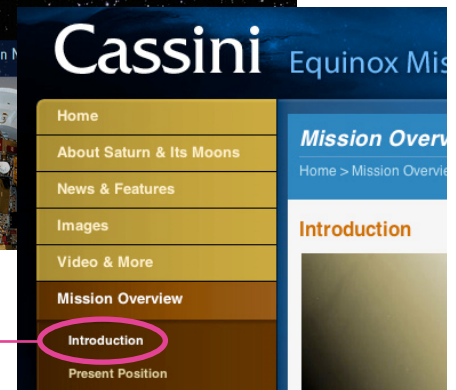 Cassini
Equinox Mis
Home
About Saturn & Its Moons
News & Features
Images
Video & More
Mission Overview
Introduction
Present Position
Mission Overv
Home > Mission Overvie
Introduction